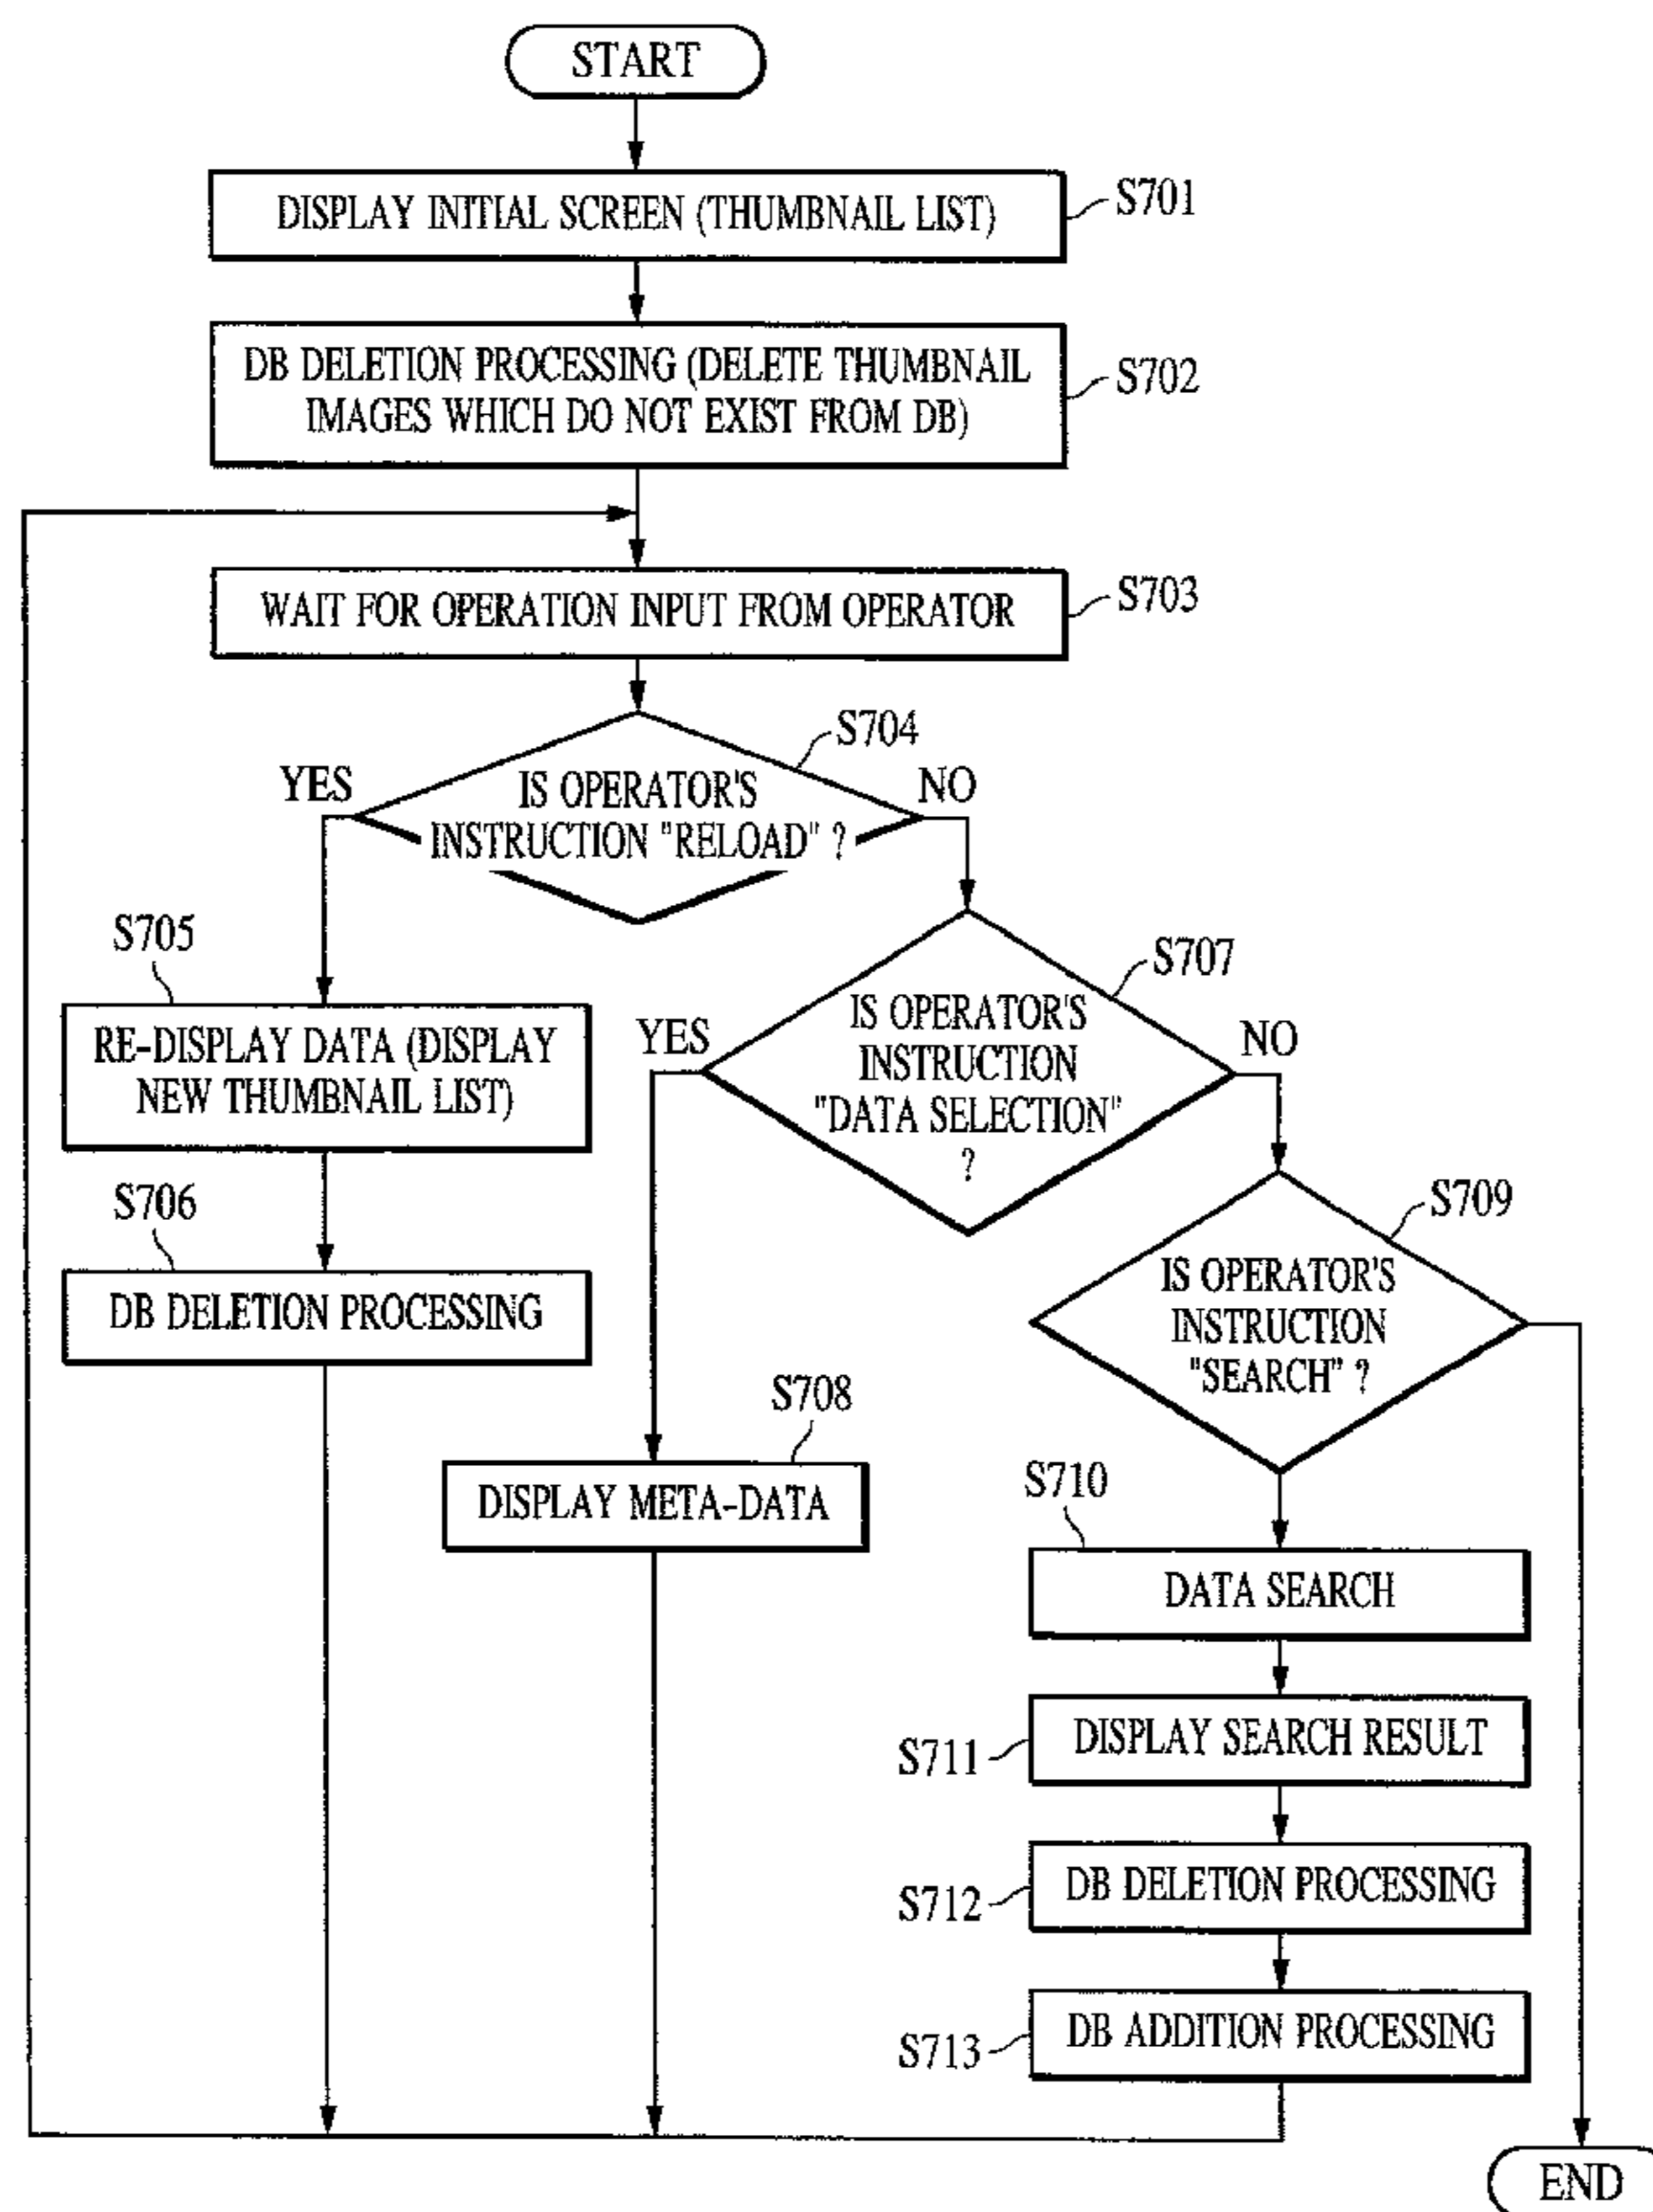 START
DISPLAY INITIAL SCREEN (THUMBNAIL LIST)
S701
DB DELETION PROCESSING (DELETE THUMBNAIL
IMAGES WHICH DO NOT EXIST FROM DB)
S702
WAIT FOR OPERATION INPUT FROM OPERATOR
S703
S704
YES
IS OPERATOR'S
INSTRUCTION "RELOAD" ?
NO
S705
RE-DISPLAY DATA (DISPLAY
NEW THUMBNAIL LIST)
S707
YES
IS OPERATOR'S
INSTRUCTION
"DATA SELECTION"
?
NO
S706
DB DELETION PROCESSING
S709
IS OPERATOR'S
INSTRUCTION
"SEARCH" ?
S708
DISPLAY META-DATA
S710
DATA SEARCH
S711
DISPLAY SEARCH RESULT
S712
DB DELETION PROCESSING
S713
DB ADDITION PROCESSING
END